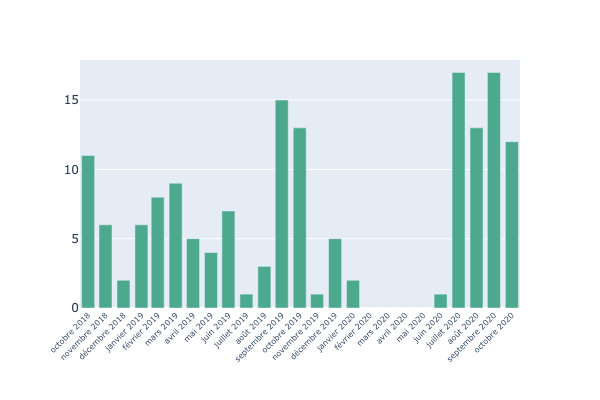 15
10
5
0
octobre 2018
novembre 2018
décembre 2018
janvier 2019
février 2019
mars 2019
avril 2019
mai 2019
juin 2019
juillet 2019
août 2019
septembre 2019
octobre 2019
novembre 2019
décembre 2019
janvier 2020
février 2020
mars 2020
avril 2020
mai 2020
juin 2020
juillet 2020
août 2020
septembre 2020
octobre 2020